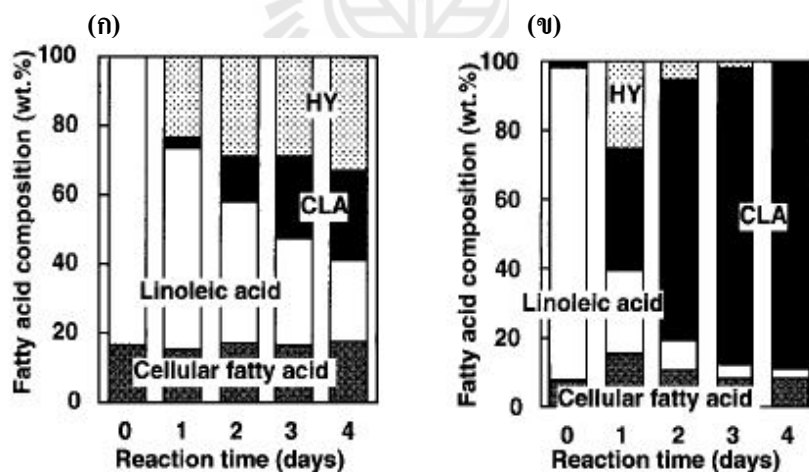 (ก)
Fatty acid composition (wt.%)
100
80
60
40
20
0
HY
CLA
Linoleic acid
Cellular fatty acid
0 1 2 3 4
Reaction time (days)
(ข)
Fatty acid composition (wt.%)
100
80
60
40
20
0
HY
CLA
Linoleic acid
Cellular fatty acid
0 1 2 3 4
Reaction time (days)